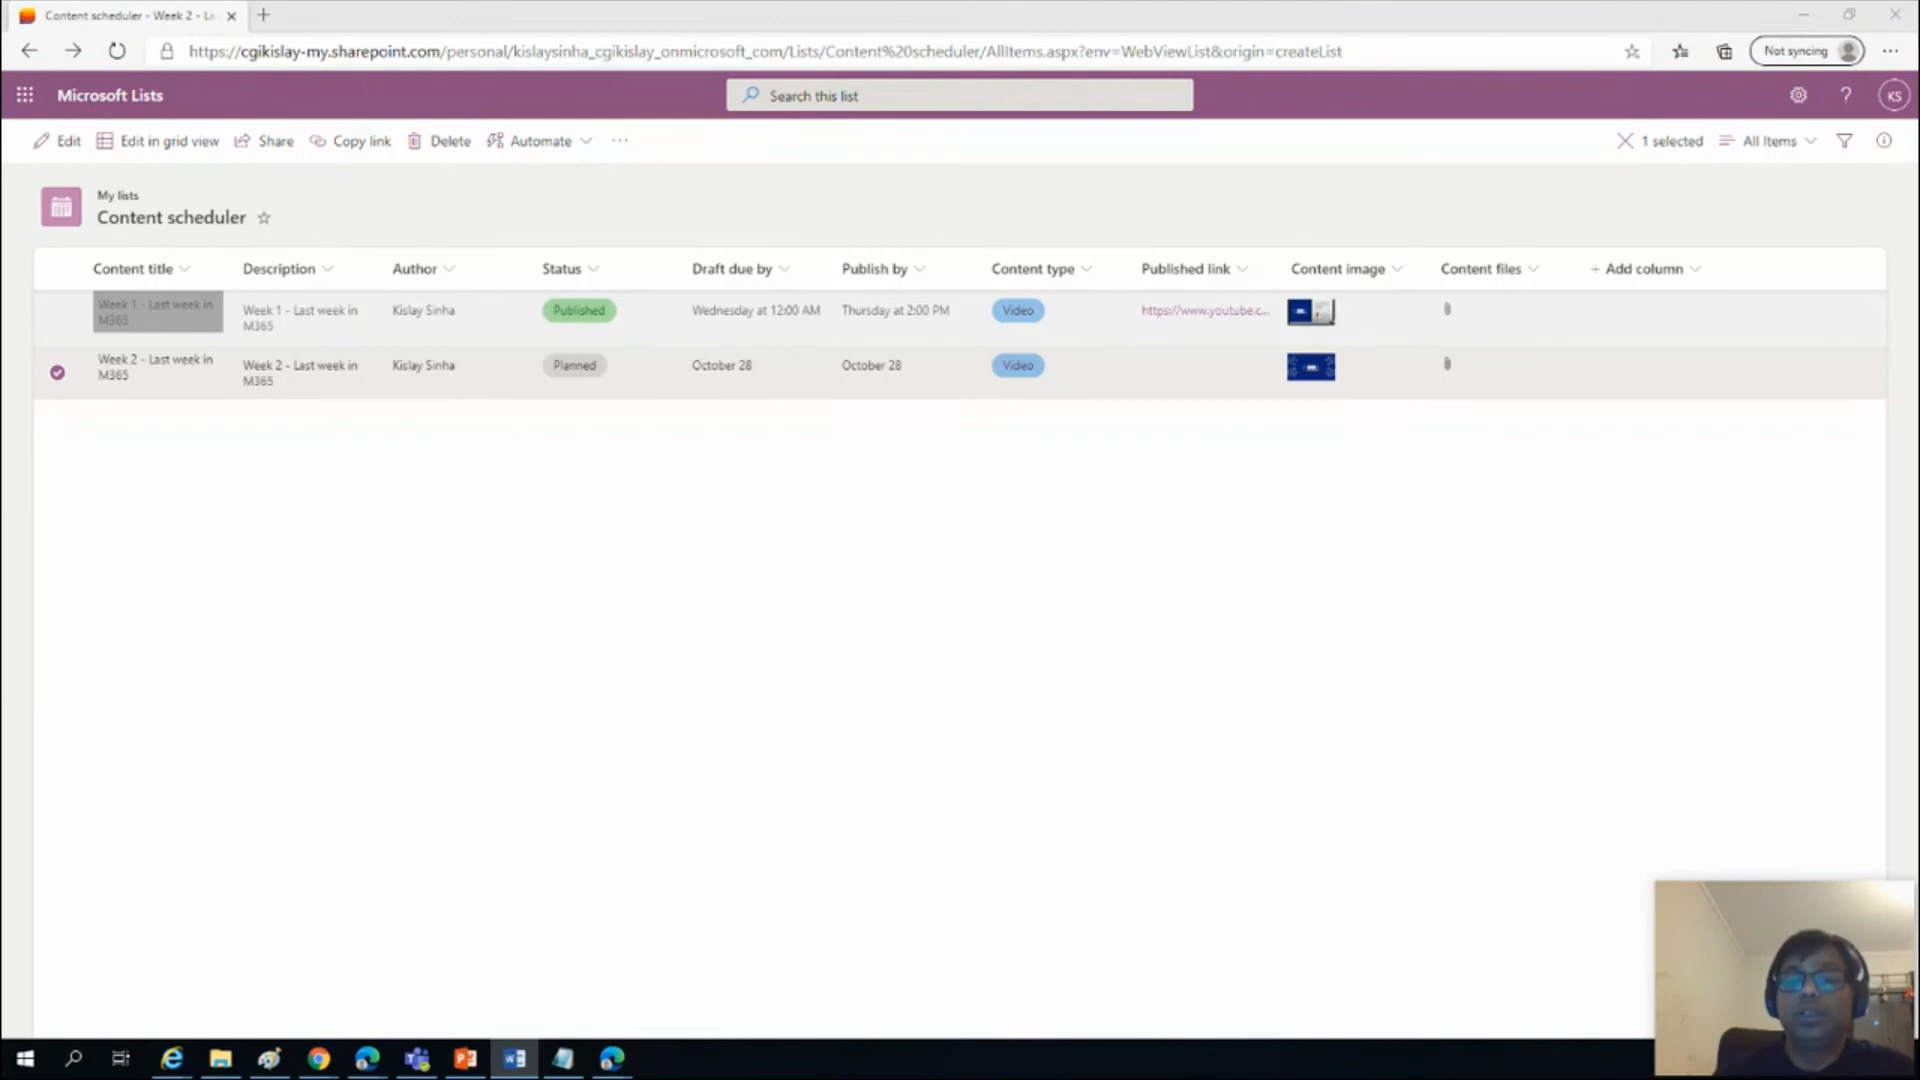 Content scheduler - Week 2 - La
https://cgikislay-my.sharepoint.com/personal/kislaysinha_cgikislay_onmicrosoft_com/Lists/Content%20scheduler/AllItems.aspx?env=WebViewList&origin=createList
Not syncing
Microsoft Lists
Search this list
KS
Edit
Edit in grid view
Share
Copy link
Delete
Automate
1 selected
All Items
My lists
Content scheduler
Content title
Description
Author
Status
Draft due by
Publish by
Content type
Published link
Content image
Content files
+ Add column
Week 1 - Last week in
M365
Week 1 - Last week in
M365
Kislay Sinha
Published
Wednesday at 12:00 AM
Thursday at 2:00 PM
Video
https://www.youtube.c...
Week 2 - Last week in
M365
Week 2 - Last week in
M365
Kislay Sinha
Planned
October 28
October 28
Video